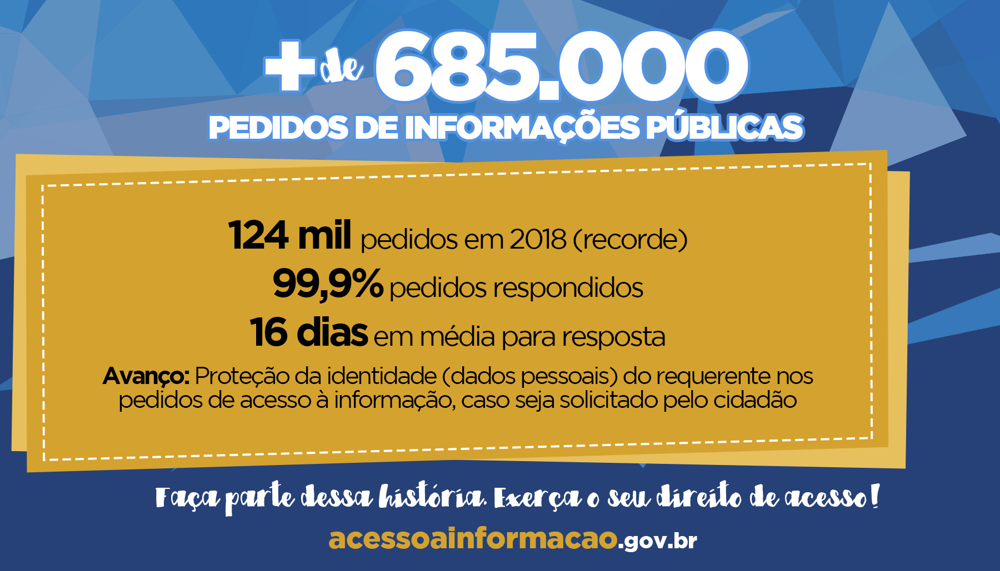 + de 685.000
PEDIDOS DE INFORMAÇÕES PÚBLICAS
124 mil pedidos em 2018 (recorde)
99,9% pedidos respondidos
16 dias em média para resposta
Avanço: Proteção da identidade (dados pessoais) do requerente nos
pedidos de acesso à informação, caso seja solicitado pelo cidadão
Faça parte dessa história. Exerça o seu direito de acesso!
acessoainformacao.gov.br